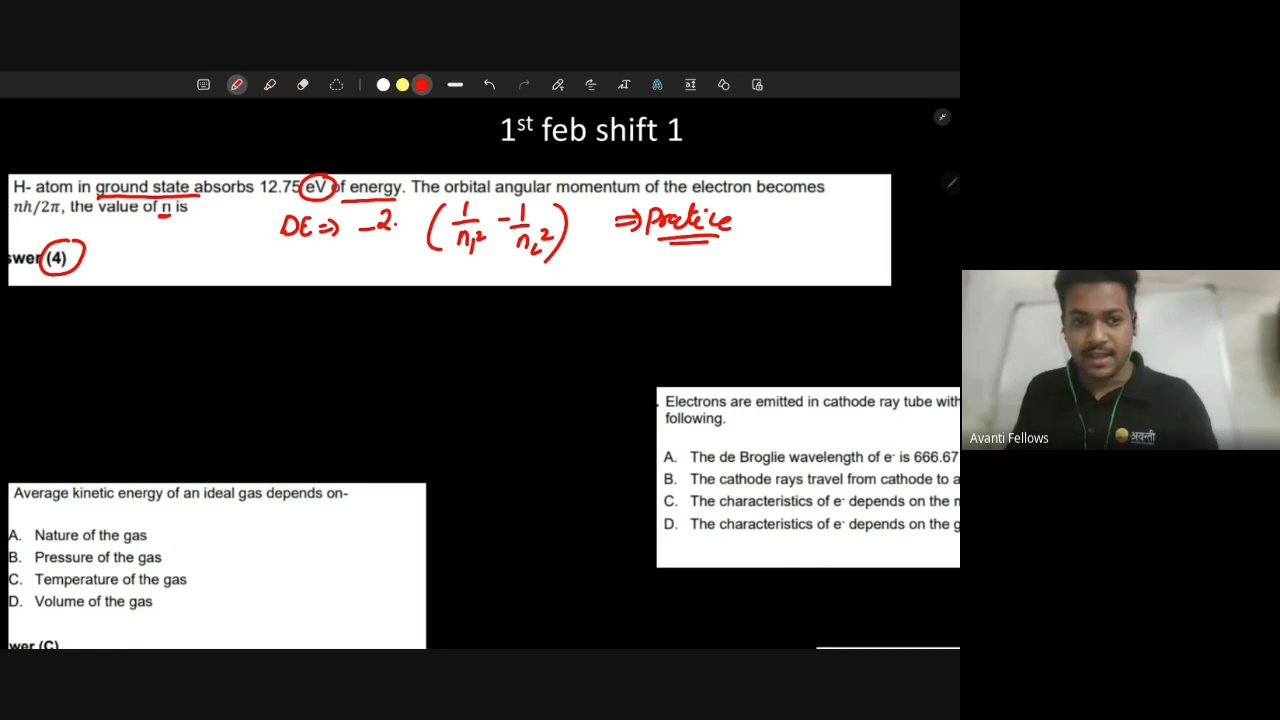 1st feb shift 1
H- atom in ground state absorbs 12.75 eV of energy. The orbital angular momentum of the electron becomes
nh/2π, the value of n is
DE ⇒ -2. (1/n₁² - 1/n₂²) ⇒ Pratice
swer (4)
. Electrons are emitted in cathode ray tube with
following.
A. The de Broglie wavelength of e- is 666.67
B. The cathode rays travel from cathode to a
C. The characteristics of e- depends on the
D. The characteristics of e- depends on the g
Average kinetic energy of an ideal gas depends on-
A. Nature of the gas
B. Pressure of the gas
C. Temperature of the gas
D. Volume of the gas
wer (C)
अवन्ती
Avanti Fellows